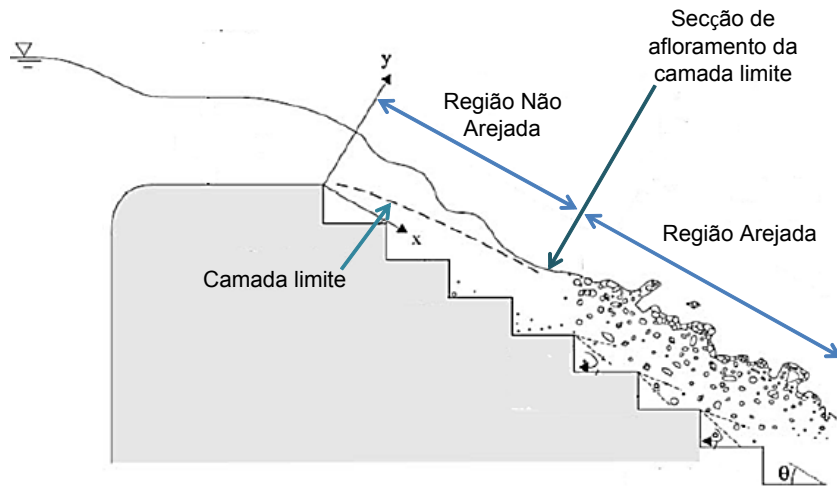 Secção de
afloramento da
camada limite
y
Região Não
Arejada
Região Arejada
x
Camada limite
θ